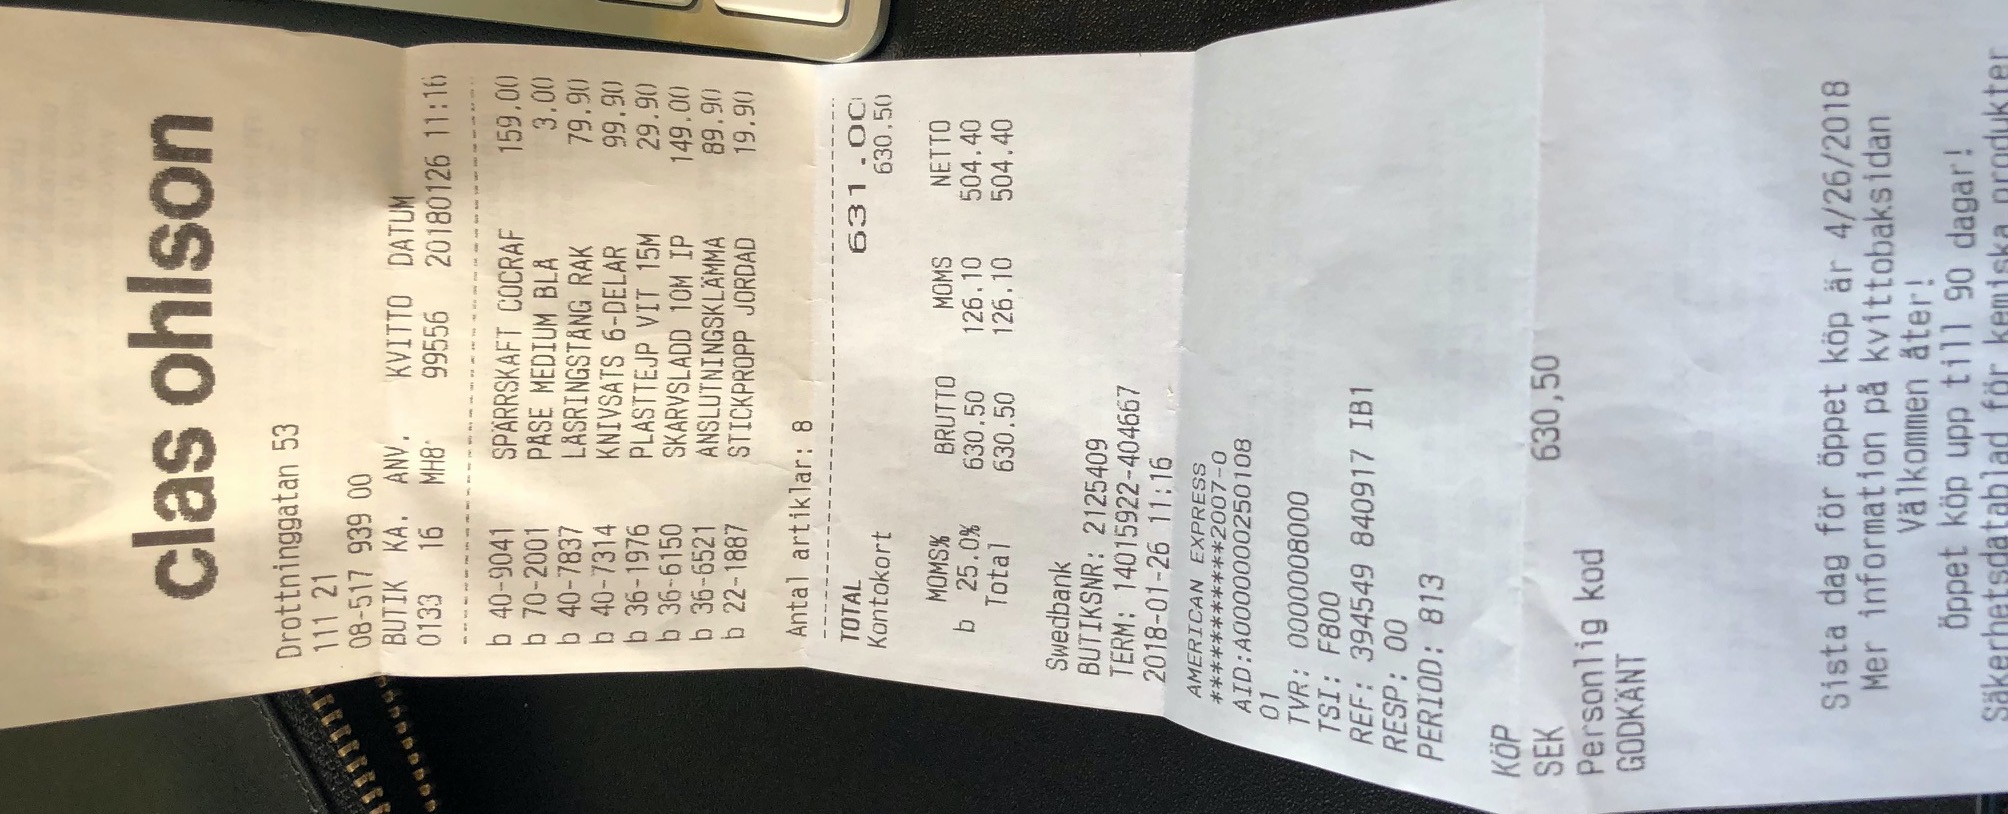 clas ohlson
Drottninggatan 53
111 21
08-517 939 00
BUTIK KA. ANV. KVITTO DATUM
0133 16 MH8 99556 20180126 11:16
b 40-9041 SPÄRRSKAFT COCRAF 159.00
b 70-2001 PÅSE MEDIUM BLÅ 3.00
b 40-7837 LÅSRINGSTÅNG RAK 79.90
b 40-7314 KNIVSATS 6-DELAR 99.90
b 36-1976 PLASTTEJP VIT 15M 29.90
b 36-6150 SKARVSLADD 10M IP 149.00
b 36-6521 ANSLUTNINGSKLÄMMA 89.90
b 22-1887 STICKPROPP JORDAD 19.90
Antal artiklar: 8
TOTAL 631.00
Kontokort 630.50
MOMS% BRUTTO MOMS NETTO
b 25.0% 630.50 126.10 504.40
Total 630.50 126.10 504.40
Swedbank
BUTIKSNR: 2125409
TERM: 14015922-404667
2018-01-26 11:16
AMERICAN EXPRESS
***********2007-0
AID:A0000000250108
01
TVR: 0000008000
TSI: F800
REF: 394549 840917 IB1
RESP: 00
PERIOD: 813
KÖP
SEK 630,50
Personlig kod
GODKÄNT
Sista dag för öppet köp är 4/26/2018
Mer information på kvittobaksidan
Välkommen åter!
Öppet köp upp till 90 dagar!
Säkerhetsdatablad för kemiska produkter